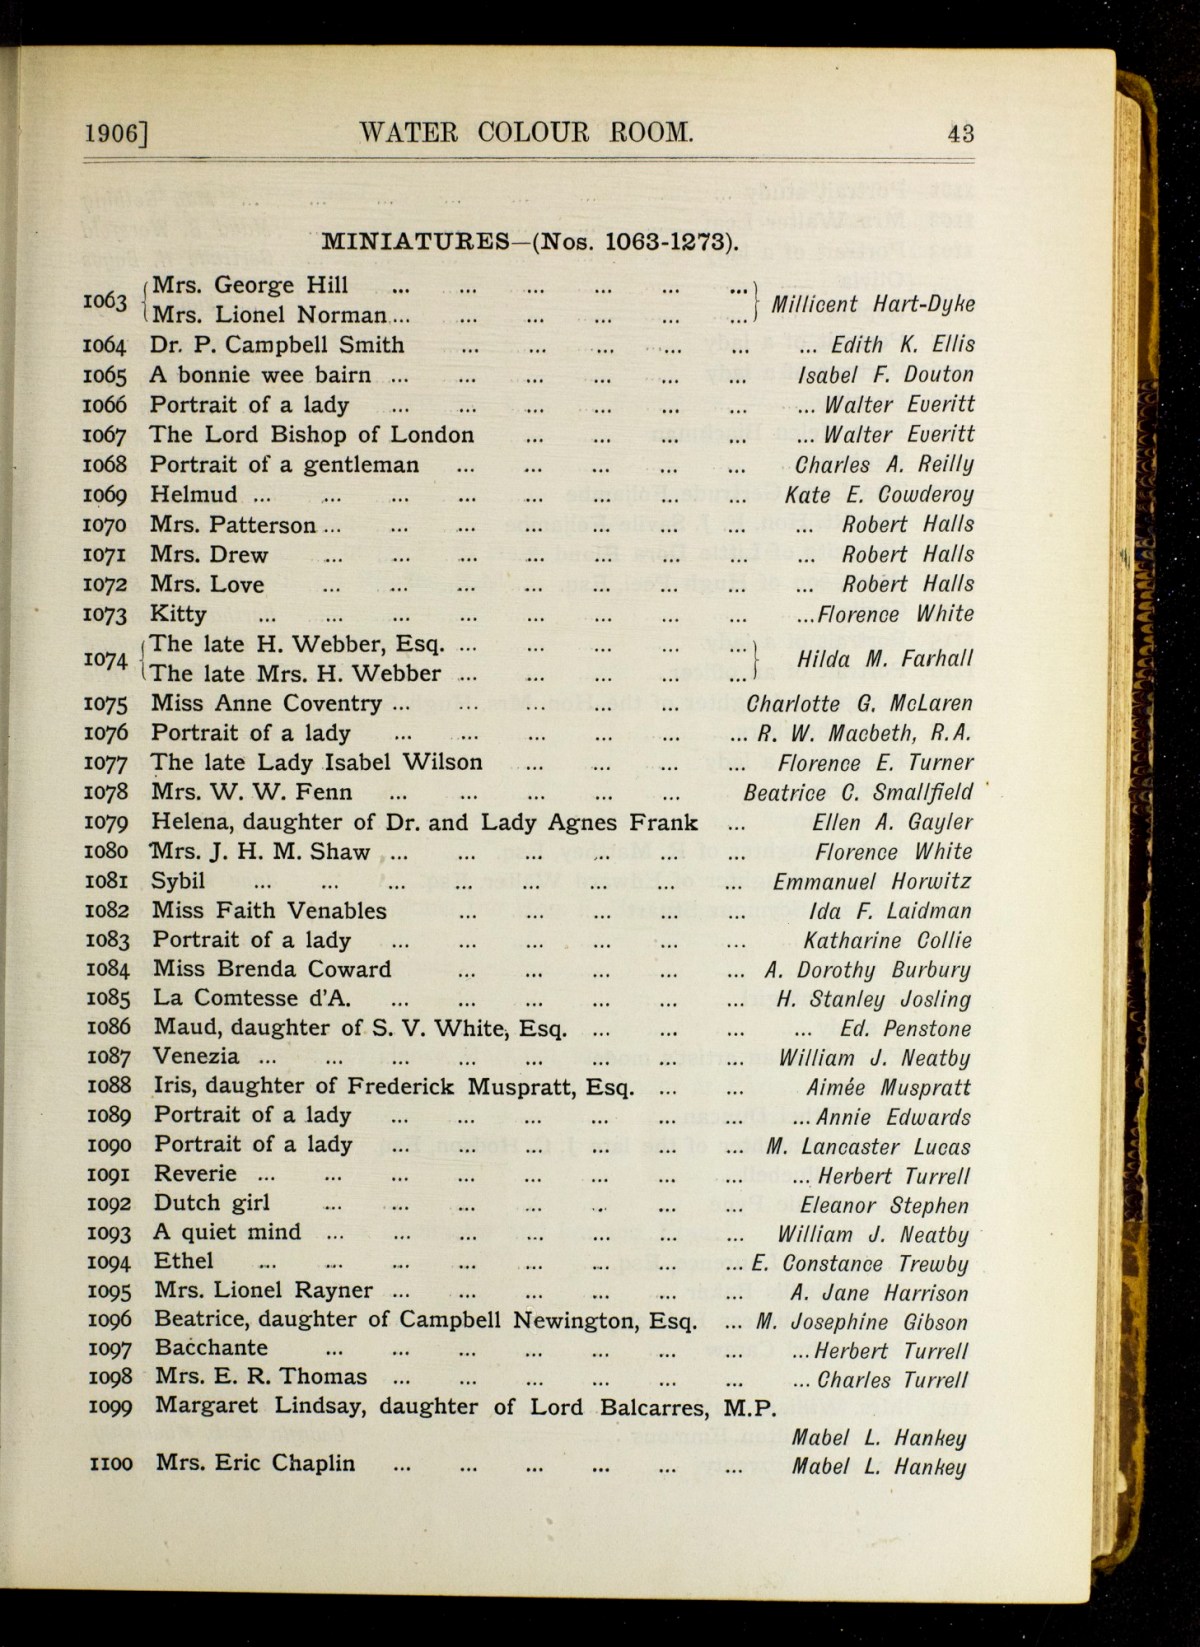 1906] WATER COLOUR ROOM. 43
MINIATURES—(Nos. 1063-1273).
1063 { Mrs. George Hill ... ... ... ... ... ... } Millicent Hart-Dyke
{ Mrs. Lionel Norman ... ... ... ... ... ... }
1064 Dr. P. Campbell Smith ... ... ... ... ... ... Edith K. Ellis
1065 A bonnie wee bairn ... ... ... ... ... ... Isabel F. Douton
1066 Portrait of a lady ... ... ... ... ... ... ... Walter Everitt
1067 The Lord Bishop of London ... ... ... ... ... Walter Everitt
1068 Portrait of a gentleman ... ... ... ... ... Charles A. Reilly
1069 Helmud ... ... ... ... ... ... ... ... Kate E. Cowderoy
1070 Mrs. Patterson ... ... ... ... ... ... ... ... Robert Halls
1071 Mrs. Drew ... ... ... ... ... ... ... ... Robert Halls
1072 Mrs. Love ... ... ... ... ... ... ... ... Robert Halls
1073 Kitty ... ... ... ... ... ... ... ... ... Florence White
1074 { The late H. Webber, Esq. ... ... ... ... ... } Hilda M. Farhall
{ The late Mrs. H. Webber ... ... ... ... ... }
1075 Miss Anne Coventry ... ... ... ... ... Charlotte G. McLaren
1076 Portrait of a lady ... ... ... ... ... ... R. W. Macbeth, R.A.
1077 The late Lady Isabel Wilson ... ... ... ... Florence E. Turner
1078 Mrs. W. W. Fenn ... ... ... ... ... Beatrice C. Smallfield
1079 Helena, daughter of Dr. and Lady Agnes Frank ... Ellen A. Gayler
1080 Mrs. J. H. M. Shaw ... ... ... ... ... ... Florence White
1081 Sybil ... ... ... ... ... ... ... ... Emmanuel Horwitz
1082 Miss Faith Venables ... ... ... ... ... Ida F. Laidman
1083 Portrait of a lady ... ... ... ... ... ... Katharine Collie
1084 Miss Brenda Coward ... ... ... ... ... A. Dorothy Burbury
1085 La Comtesse d'A. ... ... ... ... ... ... H. Stanley Josling
1086 Maud, daughter of S. V. White, Esq. ... ... ... ... Ed. Penstone
1087 Venezia ... ... ... ... ... ... ... ... William J. Neatby
1088 Iris, daughter of Frederick Muspratt, Esq. ... ... Aimée Muspratt
1089 Portrait of a lady ... ... ... ... ... ... ... Annie Edwards
1090 Portrait of a lady ... ... ... ... ... ... M. Lancaster Lucas
1091 Reverie ... ... ... ... ... ... ... ... ... Herbert Turrell
1092 Dutch girl ... ... ... ... ... ... ... Eleanor Stephen
1093 A quiet mind ... ... ... ... ... ... ... William J. Neatby
1094 Ethel ... ... ... ... ... ... ... ... E. Constance Trewby
1095 Mrs. Lionel Rayner ... ... ... ... ... ... A. Jane Harrison
1096 Beatrice, daughter of Campbell Newington, Esq. ... M. Josephine Gibson
1097 Bacchante ... ... ... ... ... ... ... ... Herbert Turrell
1098 Mrs. E. R. Thomas ... ... ... ... ... ... ... Charles Turrell
1099 Margaret Lindsay, daughter of Lord Balcarres, M.P.
Mabel L. Hankey
1100 Mrs. Eric Chaplin ... ... ... ... ... ... Mabel L. Hankey